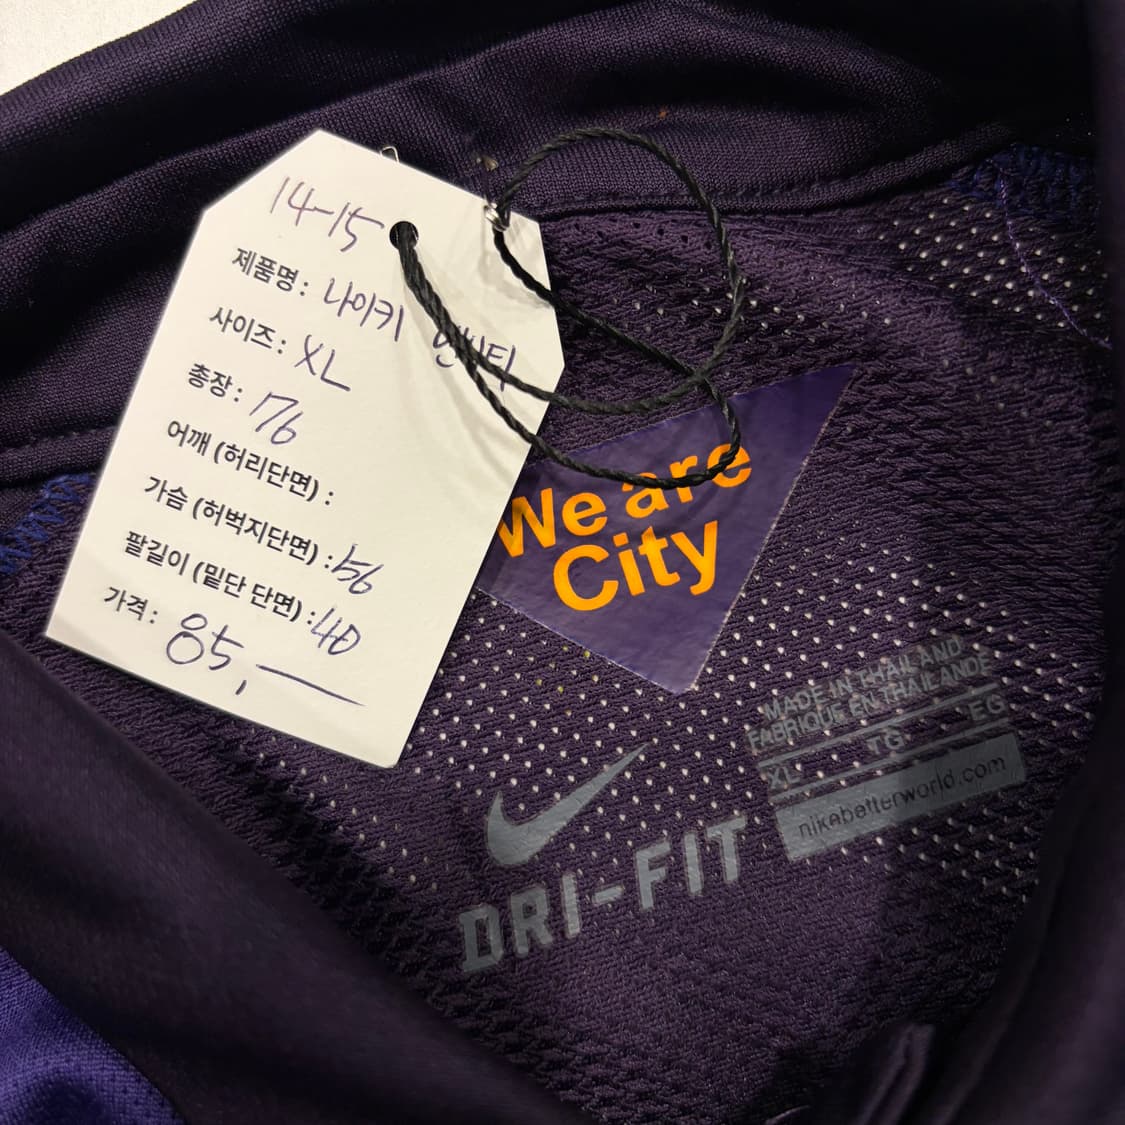 14-15
제품명: 나이키 맨시티
사이즈: XL
총장: 76
어깨 (허리단면) :
가슴 (허벅지단면) : 56
팔길이 (밑단 단면) : 40
가격: 85,—
We are
City
MADE IN THAILAND
FABRIQUÉ EN THAÏLANDE
XL TG EG
nikebetterworld.com
DRI-FIT